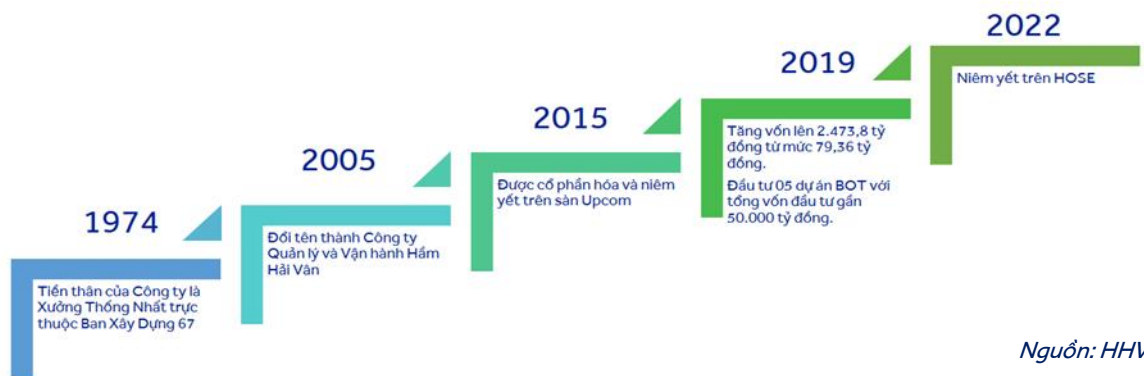 1974
Tiền thân của Công ty là
Xưởng Thống Nhất trực
thuộc Ban Xây Dựng 67
2005
Đổi tên thành Công ty
Quản lý và Vận hành Hầm
Hải Vân
2015
Được cổ phần hóa và niêm
yết trên sàn Upcom
2019
Tăng vốn lên 2.473,8 tỷ
đồng từ mức 79,36 tỷ
đồng.
Đầu tư 05 dự án BOT với
tổng vốn đầu tư gần
50.000 tỷ đồng.
2022
Niêm yết trên HOSE
Nguồn: HHV